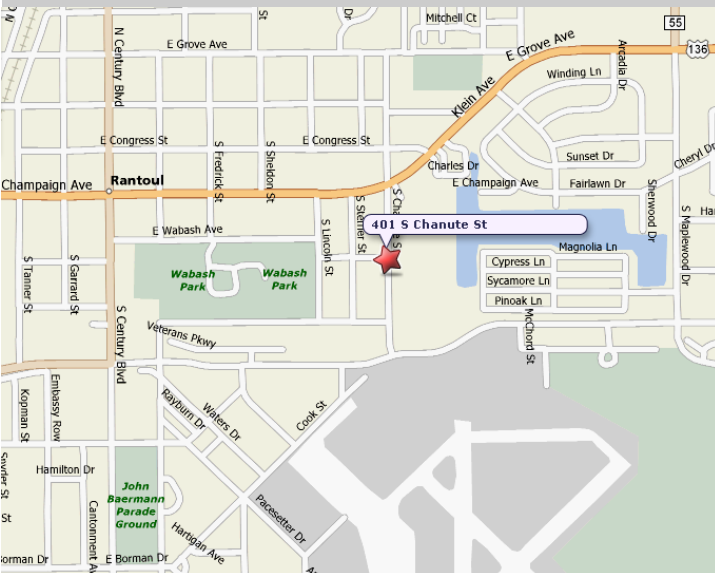 N
St
Dr
Mitchell Ct
55
136
N Century Blvd
E Grove Ave
E Grove Ave
Arcadia Dr
Winding Ln
Klein Ave
E Congress St
E Congress St
S Fredrick St
S Sheldon St
Charles Dr
Sunset Dr
Cheryl Dr
Champaign Ave
Rantoul
E Champaign Ave
Fairlawn Dr
Sherwood Dr
S Maplewood Dr
S Lincoln St
401 S Chanute St
E Wabash Ave
Magnolia Ln
S Tanner St
S Garrard St
Wabash
Park
Wabash
Park
Cypress Ln
Sycamore Ln
Pinoak Ln
McChord St
S Century Blvd
Veterans Pkwy
Kopman St
Embassy Row
Rayburn Dr
Waters Dr
Cook St
Hamilton Dr
John
Baermann
Parade
Ground
Pacesetter Dr
St
Hartigan Ave
E Borman Dr